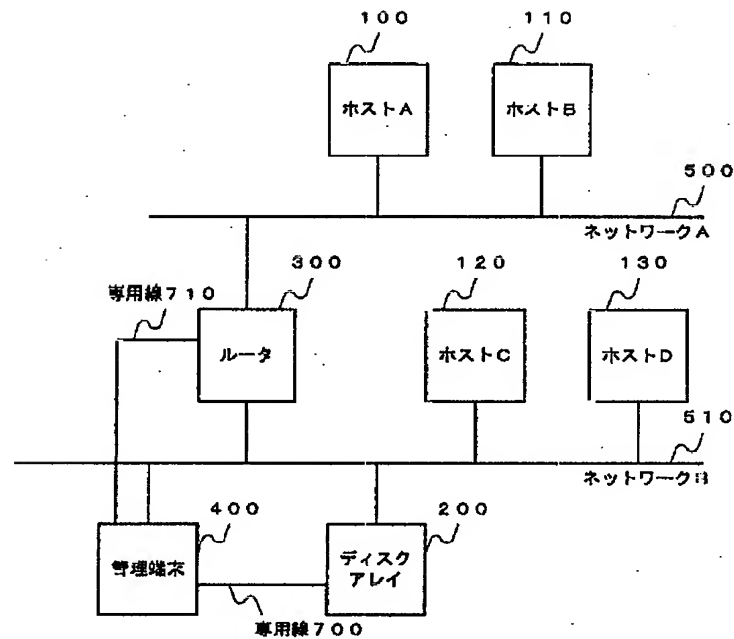 100
110
ホストA
ホストB
500
ネットワークA
300
120
130
専用線710
ルータ
ホストC
ホストD
510
ネットワークB
400
200
管理端末
ディスク
アレイ
専用線700